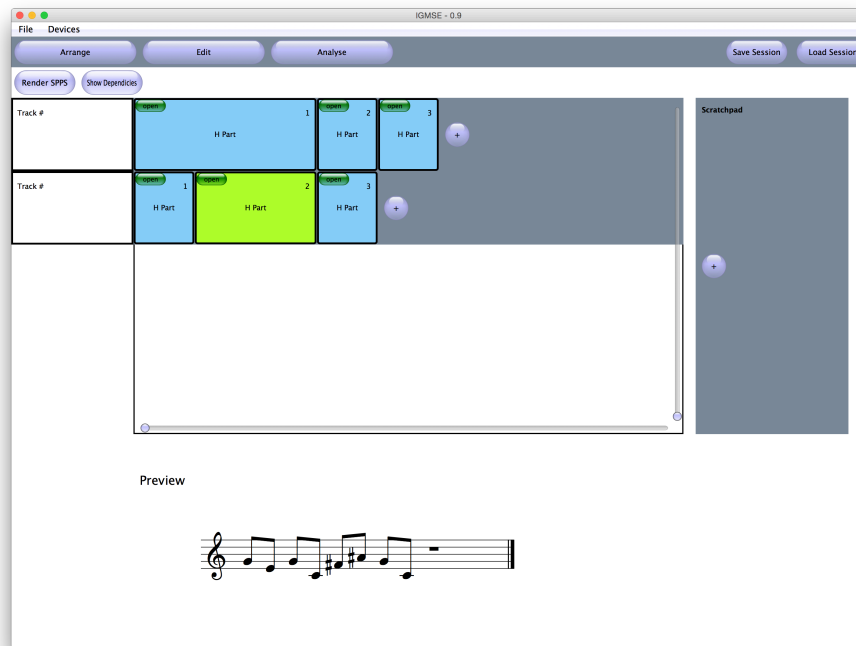 IGMSE - 0.9
File Devices
Arrange Edit Analyse Save Session Load Session
Render SPPS Show Dependicies
Track # open 1 H Part open 2 H Part open 3 H Part + Scratchpad
Track # open 1 H Part open 2 H Part open 3 H Part +
+
Preview